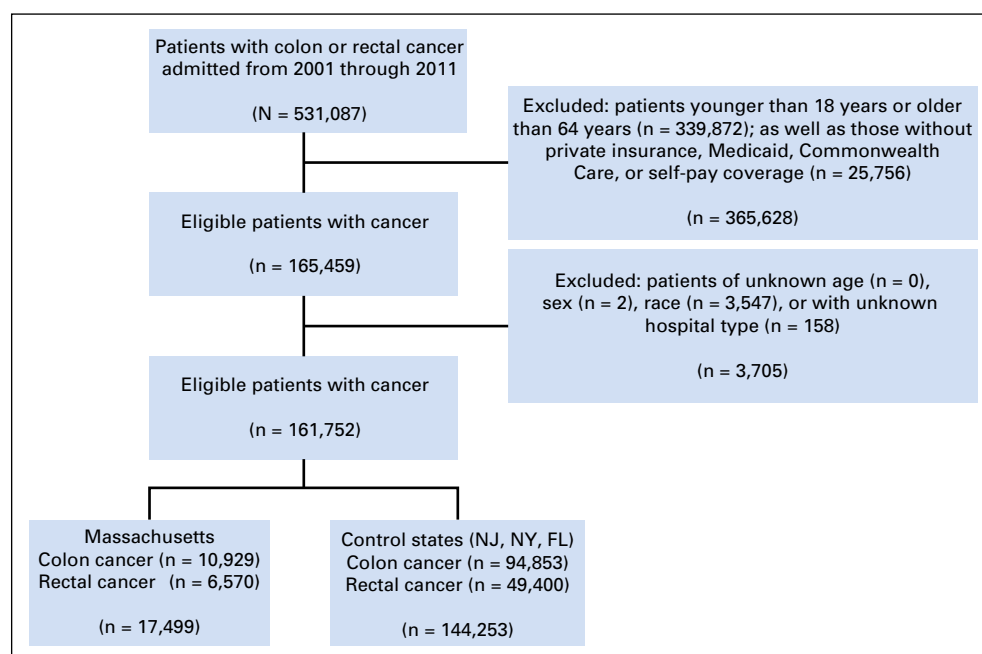 Patients with colon or rectal cancer
admitted from 2001 through 2011
(N = 531,087)
Excluded: patients younger than 18 years or older
than 64 years (n = 339,872); as well as those without
private insurance, Medicaid, Commonwealth
Care, or self-pay coverage (n = 25,756)
(n = 365,628)
Eligible patients with cancer
(n = 165,459)
Excluded: patients of unknown age (n = 0),
sex (n = 2), race (n = 3,547), or with unknown
hospital type (n = 158)
(n = 3,705)
Eligible patients with cancer
(n = 161,752)
Massachusetts
Colon cancer (n = 10,929)
Rectal cancer (n = 6,570)
(n = 17,499)
Control states (NJ, NY, FL)
Colon cancer (n = 94,853)
Rectal cancer (n = 49,400)
(n = 144,253)